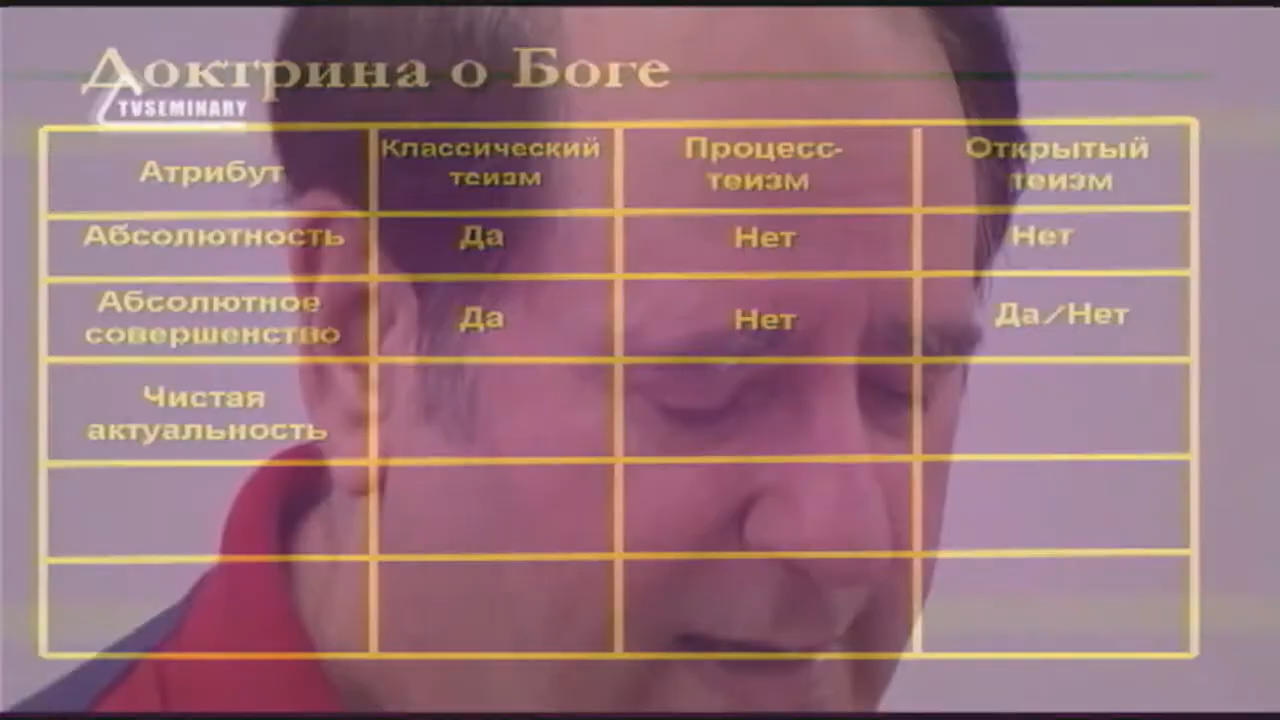 Доктрина о Боге
TVSEMINARY
Атрибут
Классический
теизм
Процесс-
теизм
Открытый
теизм
Абсолютность
Да
Нет
Нет
Абсолютное
совершенство
Да
Нет
Да/Нет
Чистая
актуальность